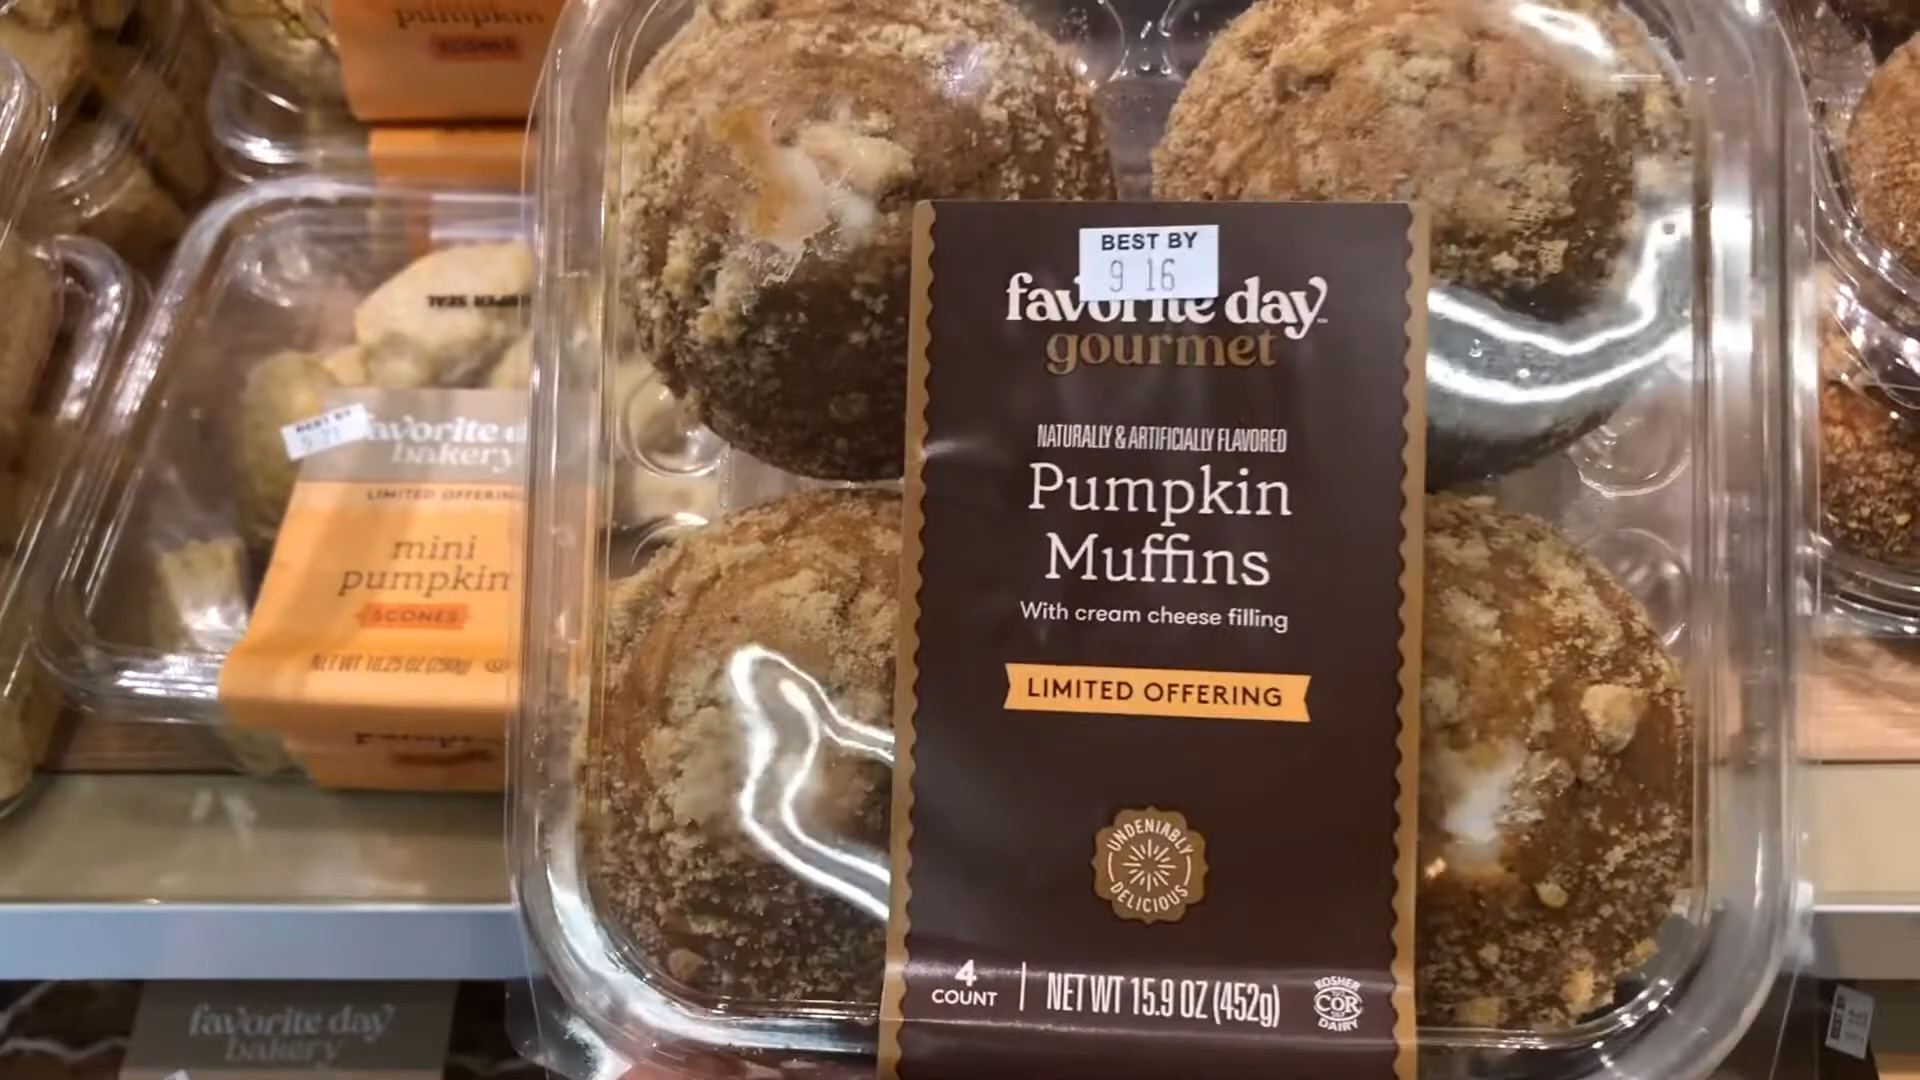 pumpkin
SCONES
BEST BY
9 16
favorite day
gourmet
NATURALLY & ARTIFICIALLY FLAVORED
Pumpkin
Muffins
With cream cheese filling
LIMITED OFFERING
UNDENIABLY
DELICIOUS
4
COUNT
NET WT 15.9 OZ (452g)
KOSHER
COR
DAIRY
BEST BY
favorite d
bakery
LIMITED OFFERING
mini
pumpkin
SCONES
favorite day
bakery